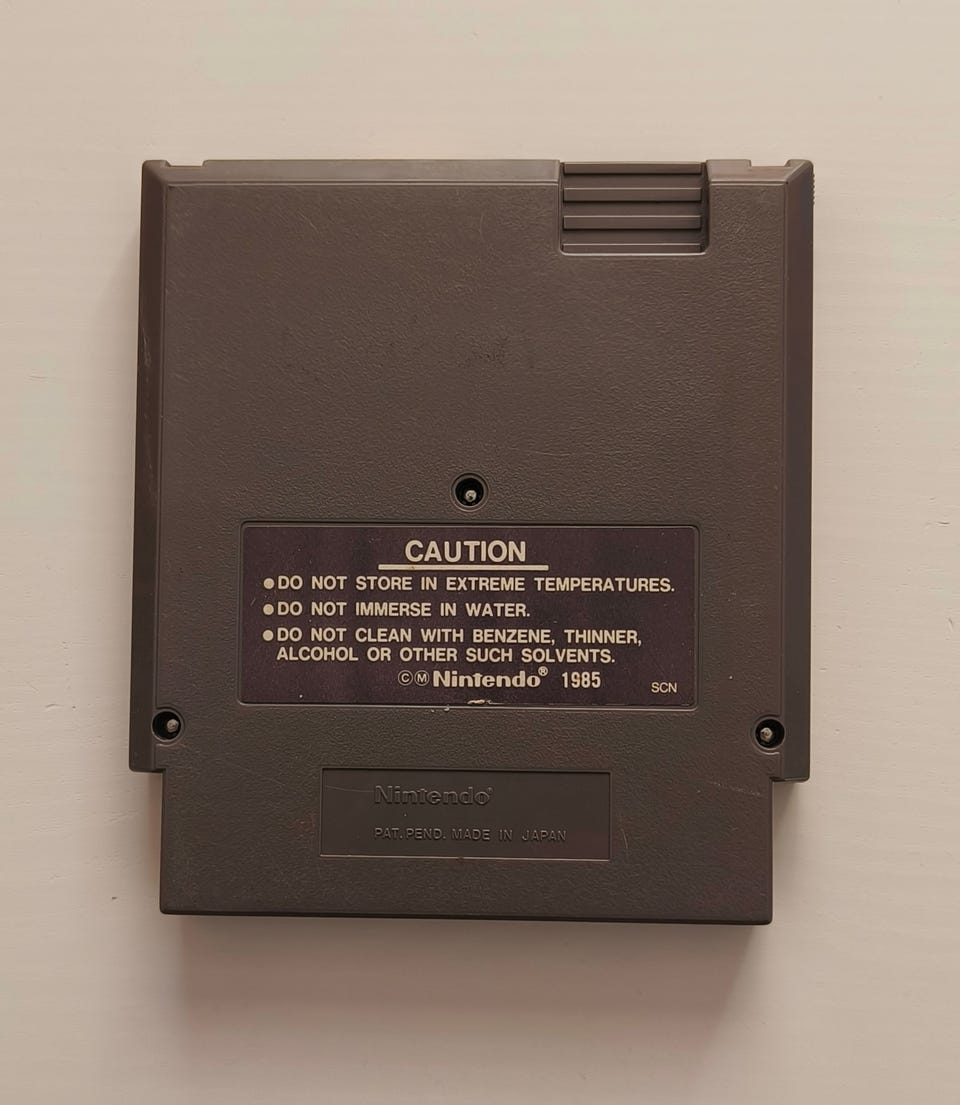 CAUTION
●DO NOT STORE IN EXTREME TEMPERATURES.
●DO NOT IMMERSE IN WATER.
●DO NOT CLEAN WITH BENZENE, THINNER,
ALCOHOL OR OTHER SUCH SOLVENTS.
ⒸⓂNintendo® 1985
SCN
Nintendo®
PAT. PEND. MADE IN JAPAN